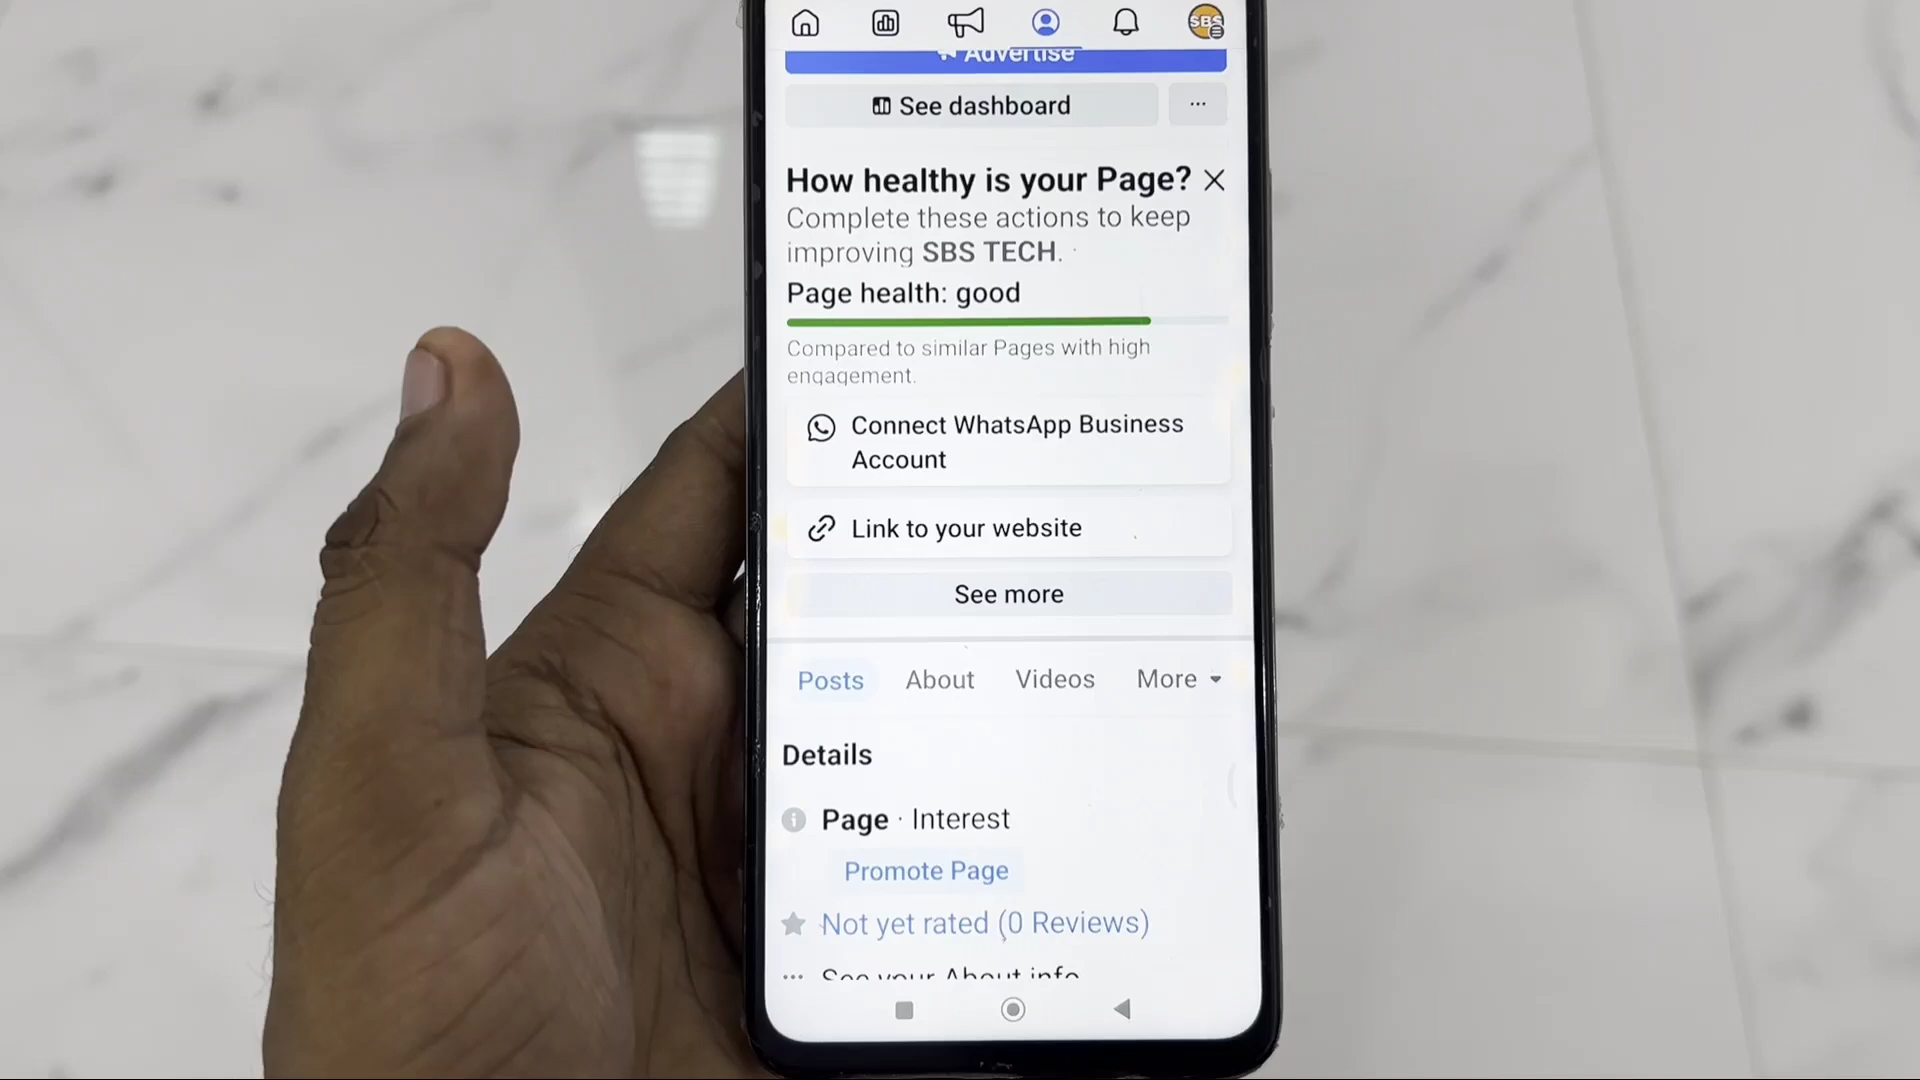 SBS
Advertise
See dashboard
How healthy is your Page?
Complete these actions to keep
improving SBS TECH.
Page health: good
Compared to similar Pages with high
engagement.
Connect WhatsApp Business
Account
Link to your website
See more
Posts About Videos More
Details
Page · Interest
Promote Page
Not yet rated (0 Reviews)
See your About info